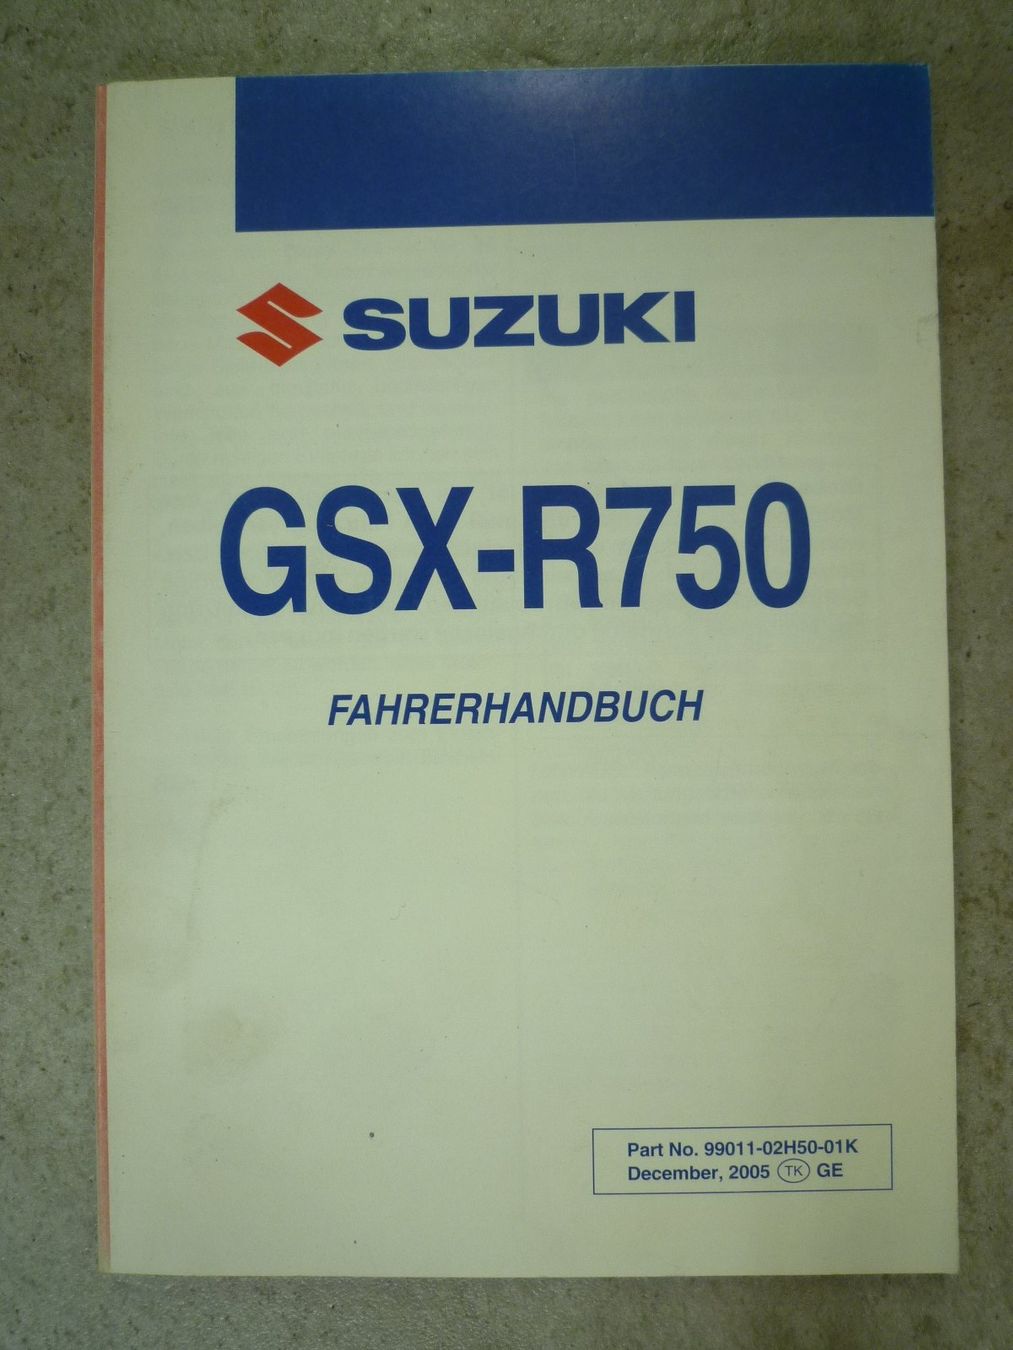 SUZUKI
GSX-R750
FAHRERHANDBUCH
Part No. 99011-02H50-01K
December, 2005 TK GE